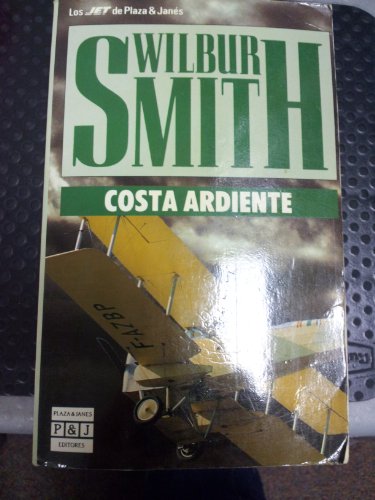 Los JET de Plaza & Janés
WILBUR
SMITH
COSTA ARDIENTE
F-AZBP
PLAZA & JANES
P & J
EDITORES